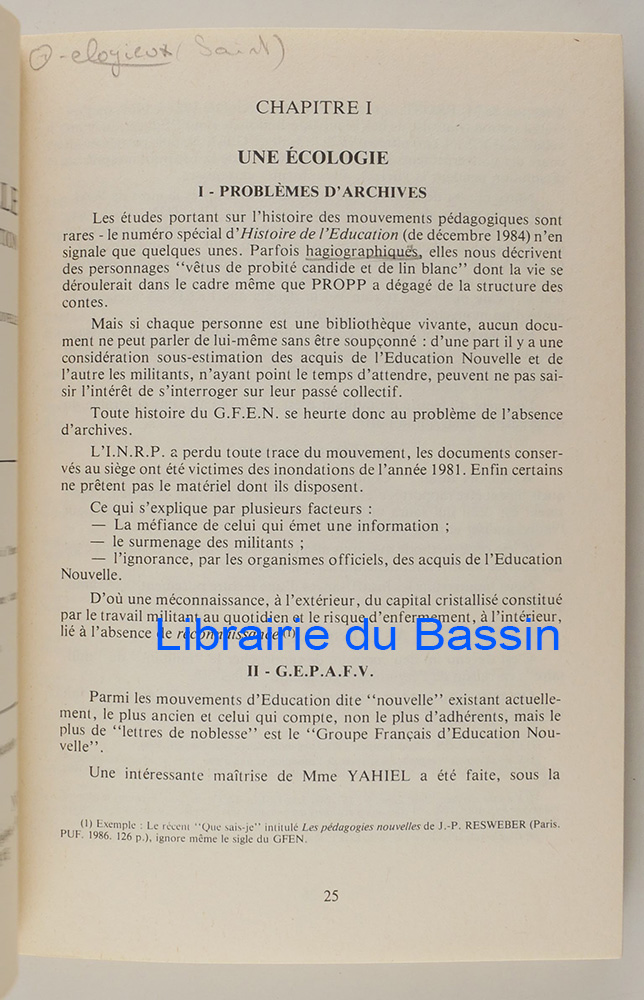 - elogieux (Saint)
CHAPITRE I
UNE ÉCOLOGIE
I - PROBLÈMES D'ARCHIVES
Les études portant sur l'histoire des mouvements pédagogiques sont
rares - le numéro spécial d'Histoire de l'Education (de décembre 1984) n'en
signale que quelques unes. Parfois hagiographiques, elles nous décrivent
des personnages "vêtus de probité candide et de lin blanc" dont la vie se
déroulerait dans le cadre même que PROPP a dégagé de la structure des
contes.
Mais si chaque personne est une bibliothèque vivante, aucun docu-
ment ne peut parler de lui-même sans être soupçonné : d'une part il y a une
considération sous-estimation des acquis de l'Education Nouvelle et de
l'autre les militants, n'ayant point le temps d'attendre, peuvent ne pas sai-
sir l'intérêt de s'interroger sur leur passé collectif.
Toute histoire du G.F.E.N. se heurte donc au problème de l'absence
d'archives.
L'I.N.R.P. a perdu toute trace du mouvement, les documents conser-
vés au siège ont été victimes des inondations de l'année 1981. Enfin certains
ne prêtent pas le matériel dont ils disposent.
Ce qui s'explique par plusieurs facteurs :
— La méfiance de celui qui émet une information ;
— le surmenage des militants ;
— l'ignorance, par les organismes officiels, des acquis de l'Education
Nouvelle.
D'où une méconnaissance, à l'extérieur, du capital cristallisé constitué
par le travail militant au quotidien et le risque d'enfermement, à l'intérieur,
lié à l'absence de reconnaissance (1).
Librairie du Bassin
II - G.E.P.A.F.V.
Parmi les mouvements d'Education dite "nouvelle" existant actuelle-
ment, le plus ancien et celui qui compte, non le plus d'adhérents, mais le
plus de "lettres de noblesse" est le "Groupe Français d'Education Nou-
velle".
Une intéressante maîtrise de Mme YAHIEL a été faite, sous la
(1) Exemple : Le récent "Que sais-je" intitulé Les pédagogies nouvelles de J.-P. RESWEBER (Paris.
PUF. 1986. 126 p.), ignore même le sigle du GFEN.
25